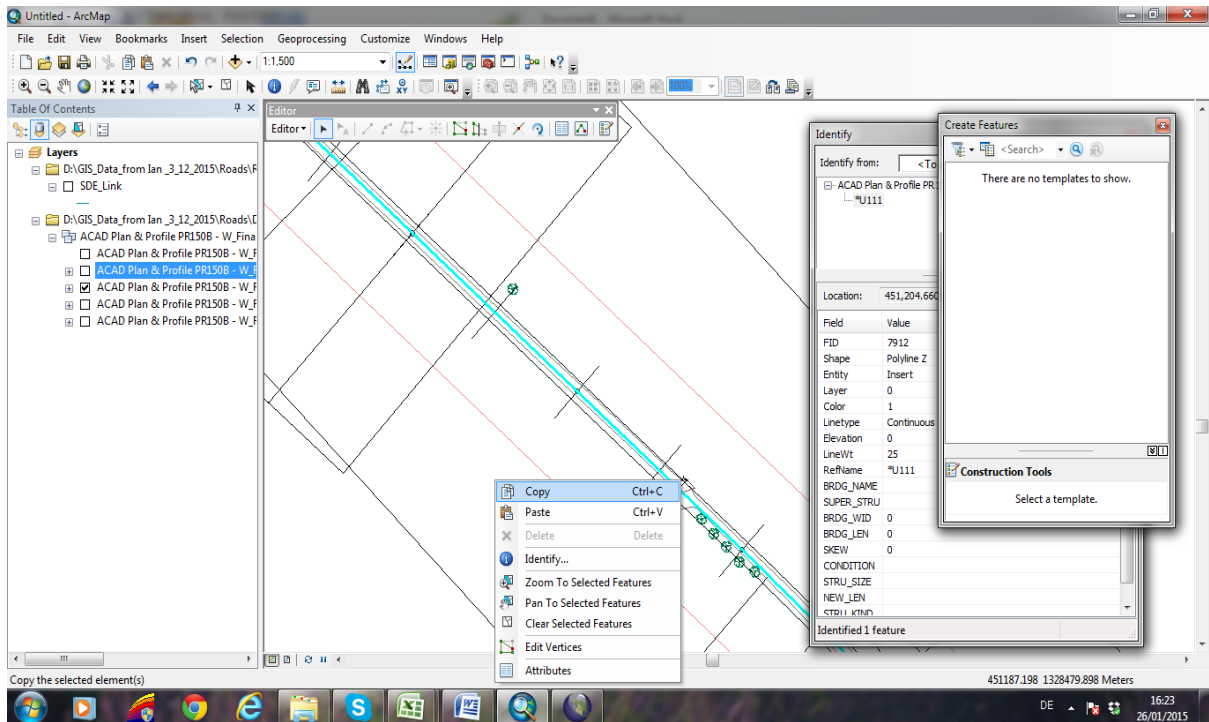 Untitled - ArcMap
File Edit View Bookmarks Insert Selection Geoprocessing Customize Windows Help
1:1,500
100%
Table Of Contents
Layers
D:\GIS_Data_from Ian _3_12_2015\Roads\F
SDE_Link
D:\GIS_Data_from Ian _3_12_2015\Roads\D
ACAD Plan & Profile PR150B - W_Fina
ACAD Plan & Profile PR150B - W_F
ACAD Plan & Profile PR150B - W_F
ACAD Plan & Profile PR150B - W_F
ACAD Plan & Profile PR150B - W_F
ACAD Plan & Profile PR150B - W_F
Editor
Editor
Copy Ctrl+C
Paste Ctrl+V
Delete Delete
Identify...
Zoom To Selected Features
Pan To Selected Features
Clear Selected Features
Edit Vertices
Attributes
Identify
Identify from: <To
ACAD Plan & Profile PR1
*U111
Location: 451,204.660
Field Value
FID 7912
Shape Polyline Z
Entity Insert
Layer 0
Color 1
Linetype Continuous
Elevation 0
LineWt 25
RefName *U111
BRDG_NAME
SUPER_STRU
BRDG_WID 0
BRDG_LEN 0
SKEW 0
CONDITION
STRU_SIZE
NEW_LEN
STRU_KIND
Identified 1 feature
Create Features
<Search>
There are no templates to show.
Construction Tools
Select a template.
Copy the selected element(s)
451187.198 1328479.898 Meters
DE
16:23
26/01/2015